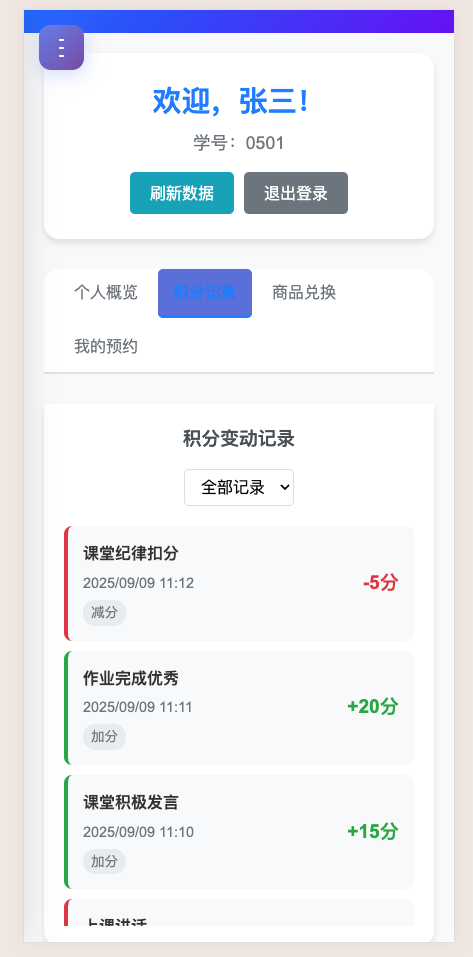 欢迎，张三！
学号：0501
刷新数据 退出登录
个人概览 积分记录 商品兑换
我的预约
积分变动记录
全部记录
课堂纪律扣分
2025/09/09 11:12
-5分
减分
作业完成优秀
2025/09/09 11:11
+20分
加分
课堂积极发言
2025/09/09 11:10
+15分
加分
上课讲话